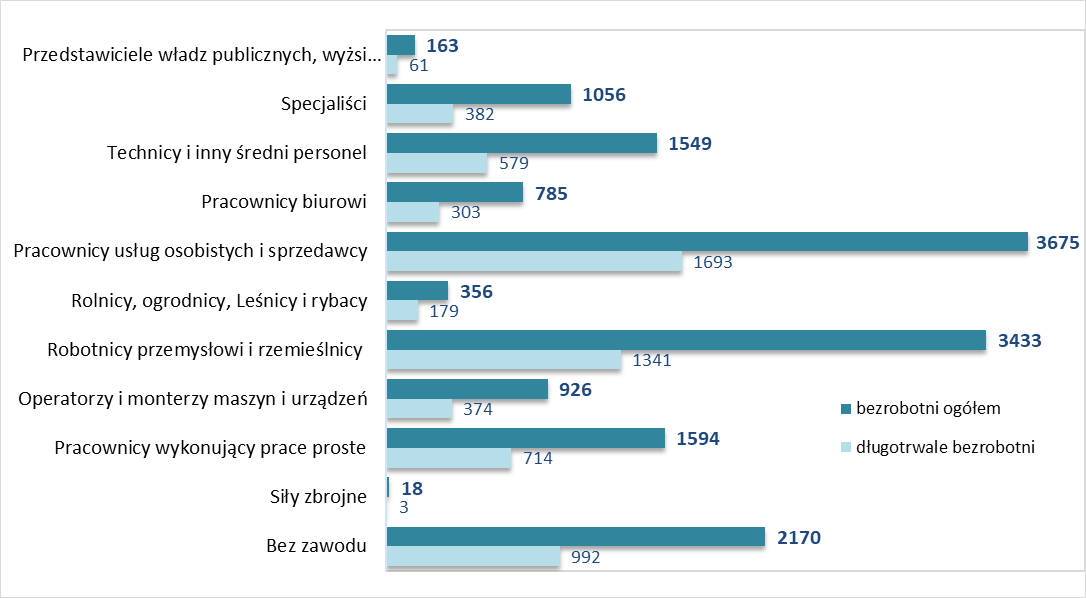 Przedstawiciele władz publicznych, wyżsi...
163
61
Specjaliści
1056
382
Technicy i inny średni personel
1549
579
Pracownicy biurowi
785
303
Pracownicy usług osobistych i sprzedawcy
3675
1693
Rolnicy, ogrodnicy, Leśnicy i rybacy
356
179
Robotnicy przemysłowi i rzemieślnicy
3433
1341
Operatorzy i monterzy maszyn i urządzeń
926
374
bezrobotni ogółem
Pracownicy wykonujący prace proste
1594
714
długotrwale bezrobotni
Siły zbrojne
18
3
Bez zawodu
2170
992